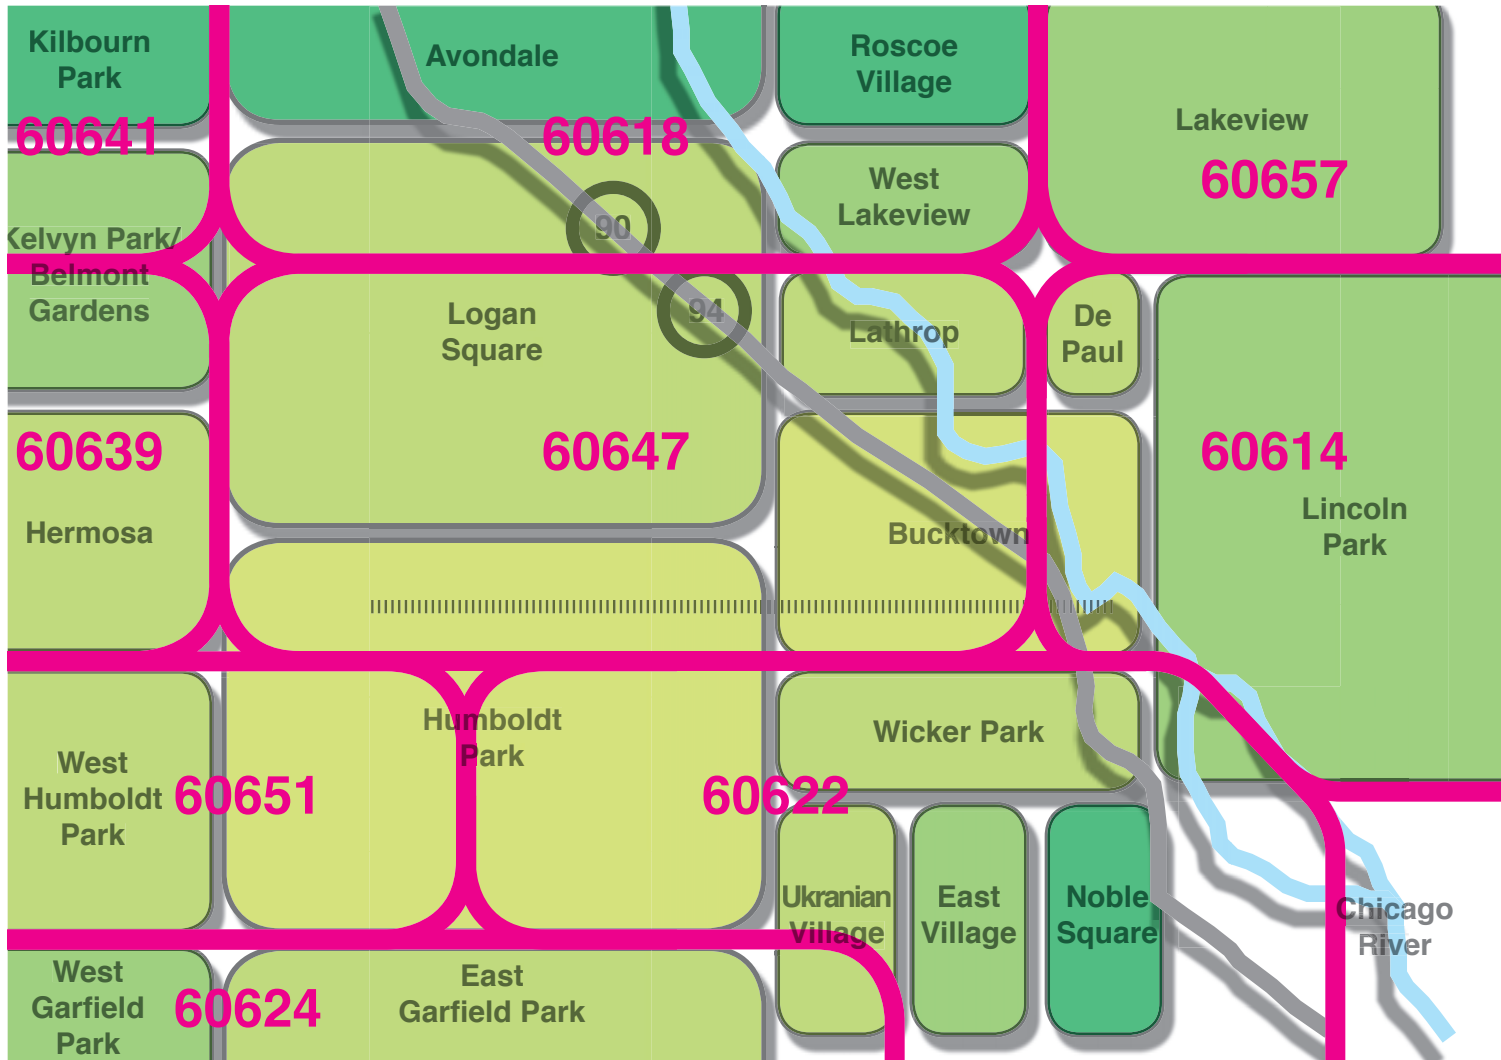 Kilbourn
Park
Avondale
Roscoe
Village
Lakeview
60641
60618
60657
West
Lakeview
90
Kelvyn Park/
Belmont
Gardens
94
Logan
Square
Lathrop
De
Paul
60639
60647
60614
Hermosa
Bucktown
Lincoln
Park
Humboldt
Park
Wicker Park
West
Humboldt
Park
60651
60622
Ukranian
Village
East
Village
Noble
Square
Chicago
River
West
Garfield
Park
60624
East
Garfield Park